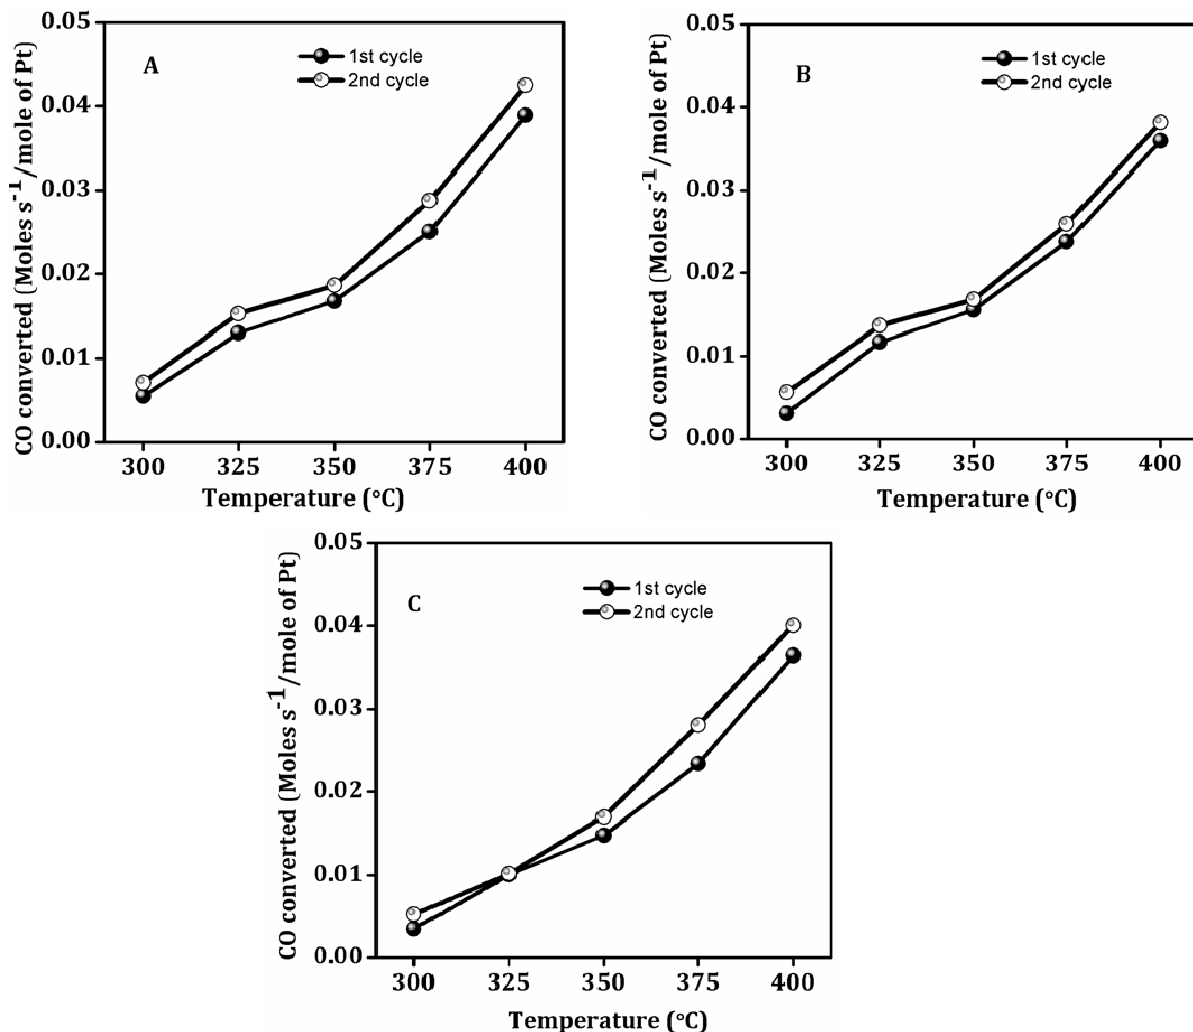 A
1st cycle
2nd cycle
CO converted (Moles s-1/mole of Pt)
0.05
0.04
0.03
0.02
0.01
0.00
300 325 350 375 400
Temperature (°C)
B
1st cycle
2nd cycle
CO converted (Moles s-1/mole of Pt)
0.05
0.04
0.03
0.02
0.01
0.00
300 325 350 375 400
Temperature (°C)
C
1st cycle
2nd cycle
CO converted (Moles s-1/mole of Pt)
0.05
0.04
0.03
0.02
0.01
0.00
300 325 350 375 400
Temperature (°C)